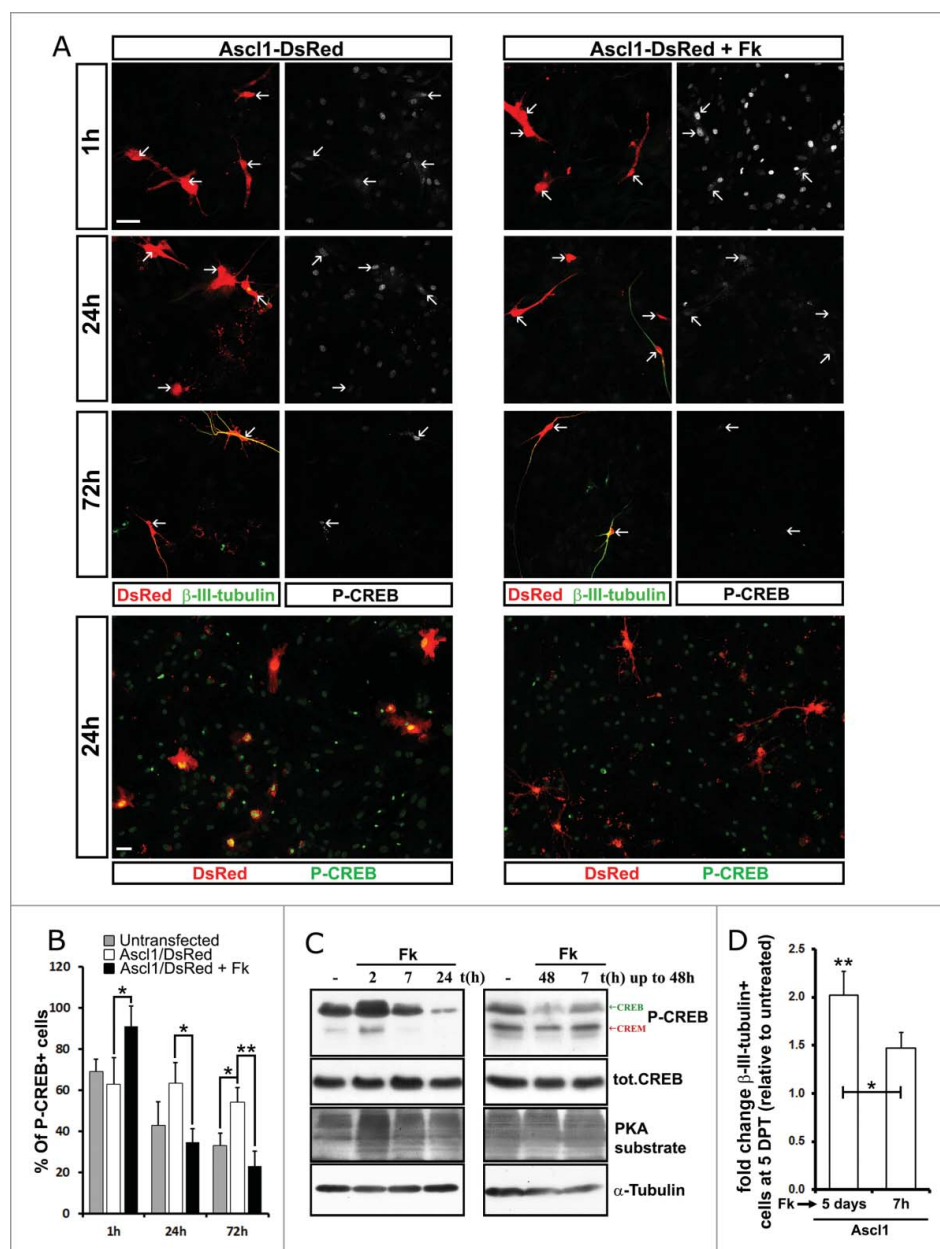 A
Ascl1-DsRed
Ascl1-DsRed + Fk
1h
24h
72h
DsRed β-III-tubulin
P-CREB
DsRed β-III-tubulin
P-CREB
24h
DsRed P-CREB
DsRed P-CREB
B
Untransfected
Ascl1/DsRed
Ascl1/DsRed + Fk
% Of P-CREB+ cells
120
100
80
60
40
20
0
* * * **
1h 24h 72h
C
Fk Fk
- 2 7 24 t(h) - 48 7 t(h) up to 48h
←CREB
P-CREB
←CREM
tot.CREB
PKA
substrate
α-Tubulin
D
fold change β-III-tubulin+
cells at 5 DPT (relative to untreated)
2.5
2.0
1.5
1.0
0.5
0.0
**
*
Fk → 5 days 7h
Ascl1